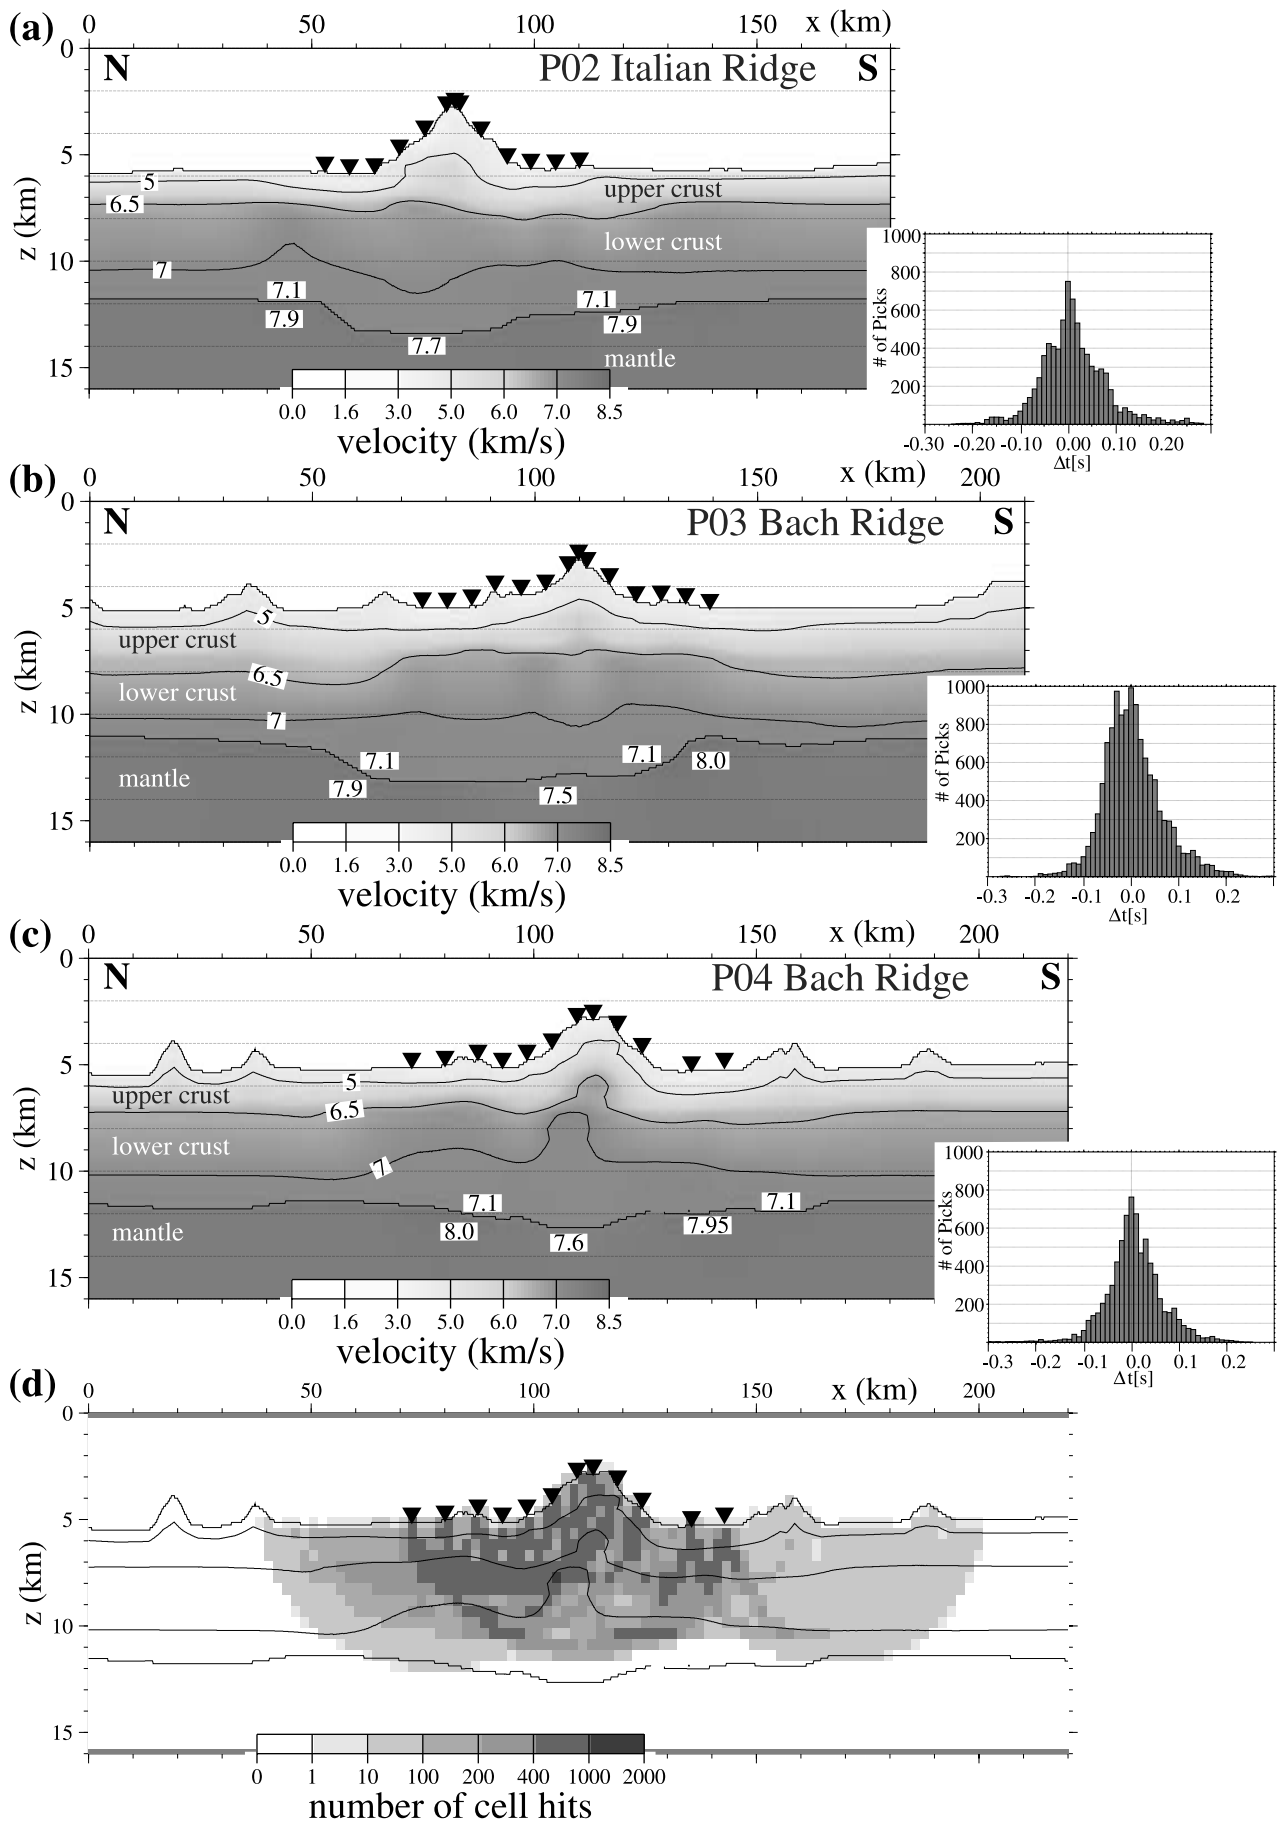 (a)
0 50 100 150 x (km)
N P02 Italian Ridge S
z (km)
0
5
10
15
5
6.5
7
upper crust
lower crust
7.1
7.9
7.7
7.1
7.9
mantle
0.0 1.6 3.0 5.0 6.0 7.0 8.5
velocity (km/s)
# of Picks
1000
800
600
400
200
-0.30 -0.20 -0.10 0.00 0.10 0.20
Δt[s]
(b)
0 50 100 150 x (km) 200
N P03 Bach Ridge S
z (km)
0
5
10
15
5
upper crust
6.5
lower crust
7
mantle
7.1
7.9
7.5
7.1
8.0
0.0 1.6 3.0 5.0 6.0 7.0 8.5
velocity (km/s)
# of Picks
1000
800
600
400
200
-0.3 -0.2 -0.1 0.0 0.1 0.2
Δt[s]
(c)
0 50 100 150 x (km) 200
N P04 Bach Ridge S
z (km)
0
5
10
15
5
upper crust
6.5
lower crust
7
mantle
7.1
8.0
7.6
7.95
7.1
0.0 1.6 3.0 5.0 6.0 7.0 8.5
velocity (km/s)
# of Picks
1000
800
600
400
200
-0.3 -0.2 -0.1 0.0 0.1 0.2
Δt[s]
(d)
0 50 100 150 x (km) 200
z (km)
0
5
10
15
0 1 10 100 200 400 1000 2000
number of cell hits